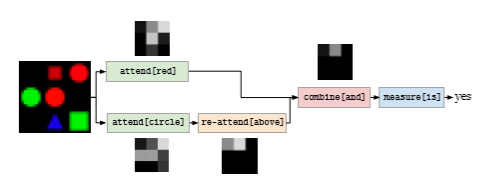 attend[red]
combine[and]
measure[is]
yes
attend[circle]
re-attend[above]